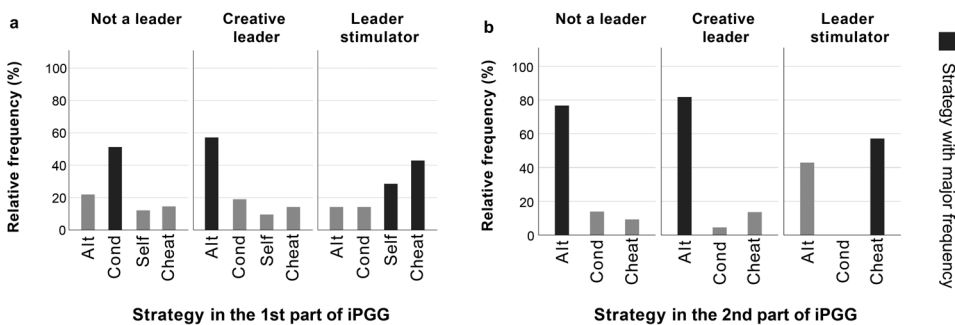 a
Not a leader
Creative
leader
Leader
stimulator
Relative frequency (%)
100
80
60
40
20
0
Alt
Cond
Self
Cheat
Alt
Cond
Self
Cheat
Alt
Cond
Self
Cheat
Strategy in the 1st part of iPGG
b
Not a leader
Creative
leader
Leader
stimulator
Relative frequency (%)
100
80
60
40
20
0
Alt
Cond
Cheat
Alt
Cond
Cheat
Alt
Cond
Cheat
Strategy in the 2nd part of iPGG
Strategy with major frequency